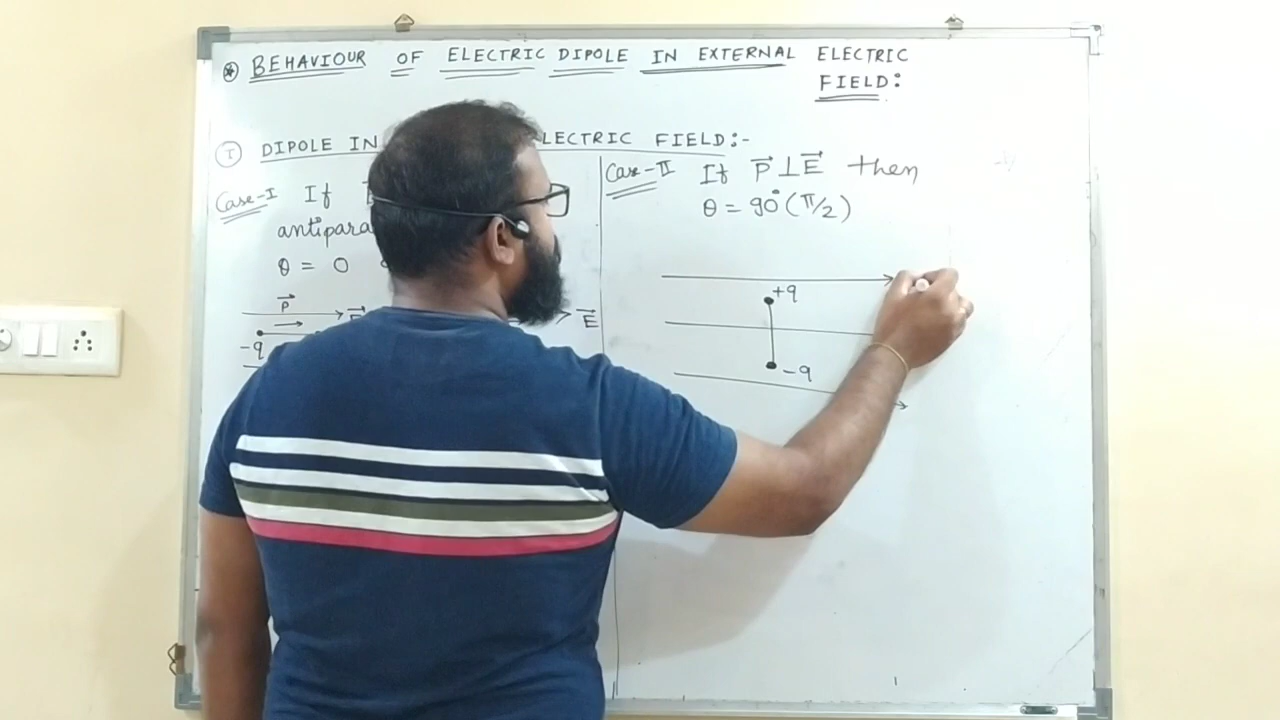 * BEHAVIOUR OF ELECTRIC DIPOLE IN EXTERNAL ELECTRIC
FIELD:
I DIPOLE IN LECTRIC FIELD:-
Case-I If
antipara
θ = 0
P⃗
E⃗
-q
Case-II If P⃗ ⊥ E⃗ then
θ = 90° (π/2)
+q
-q